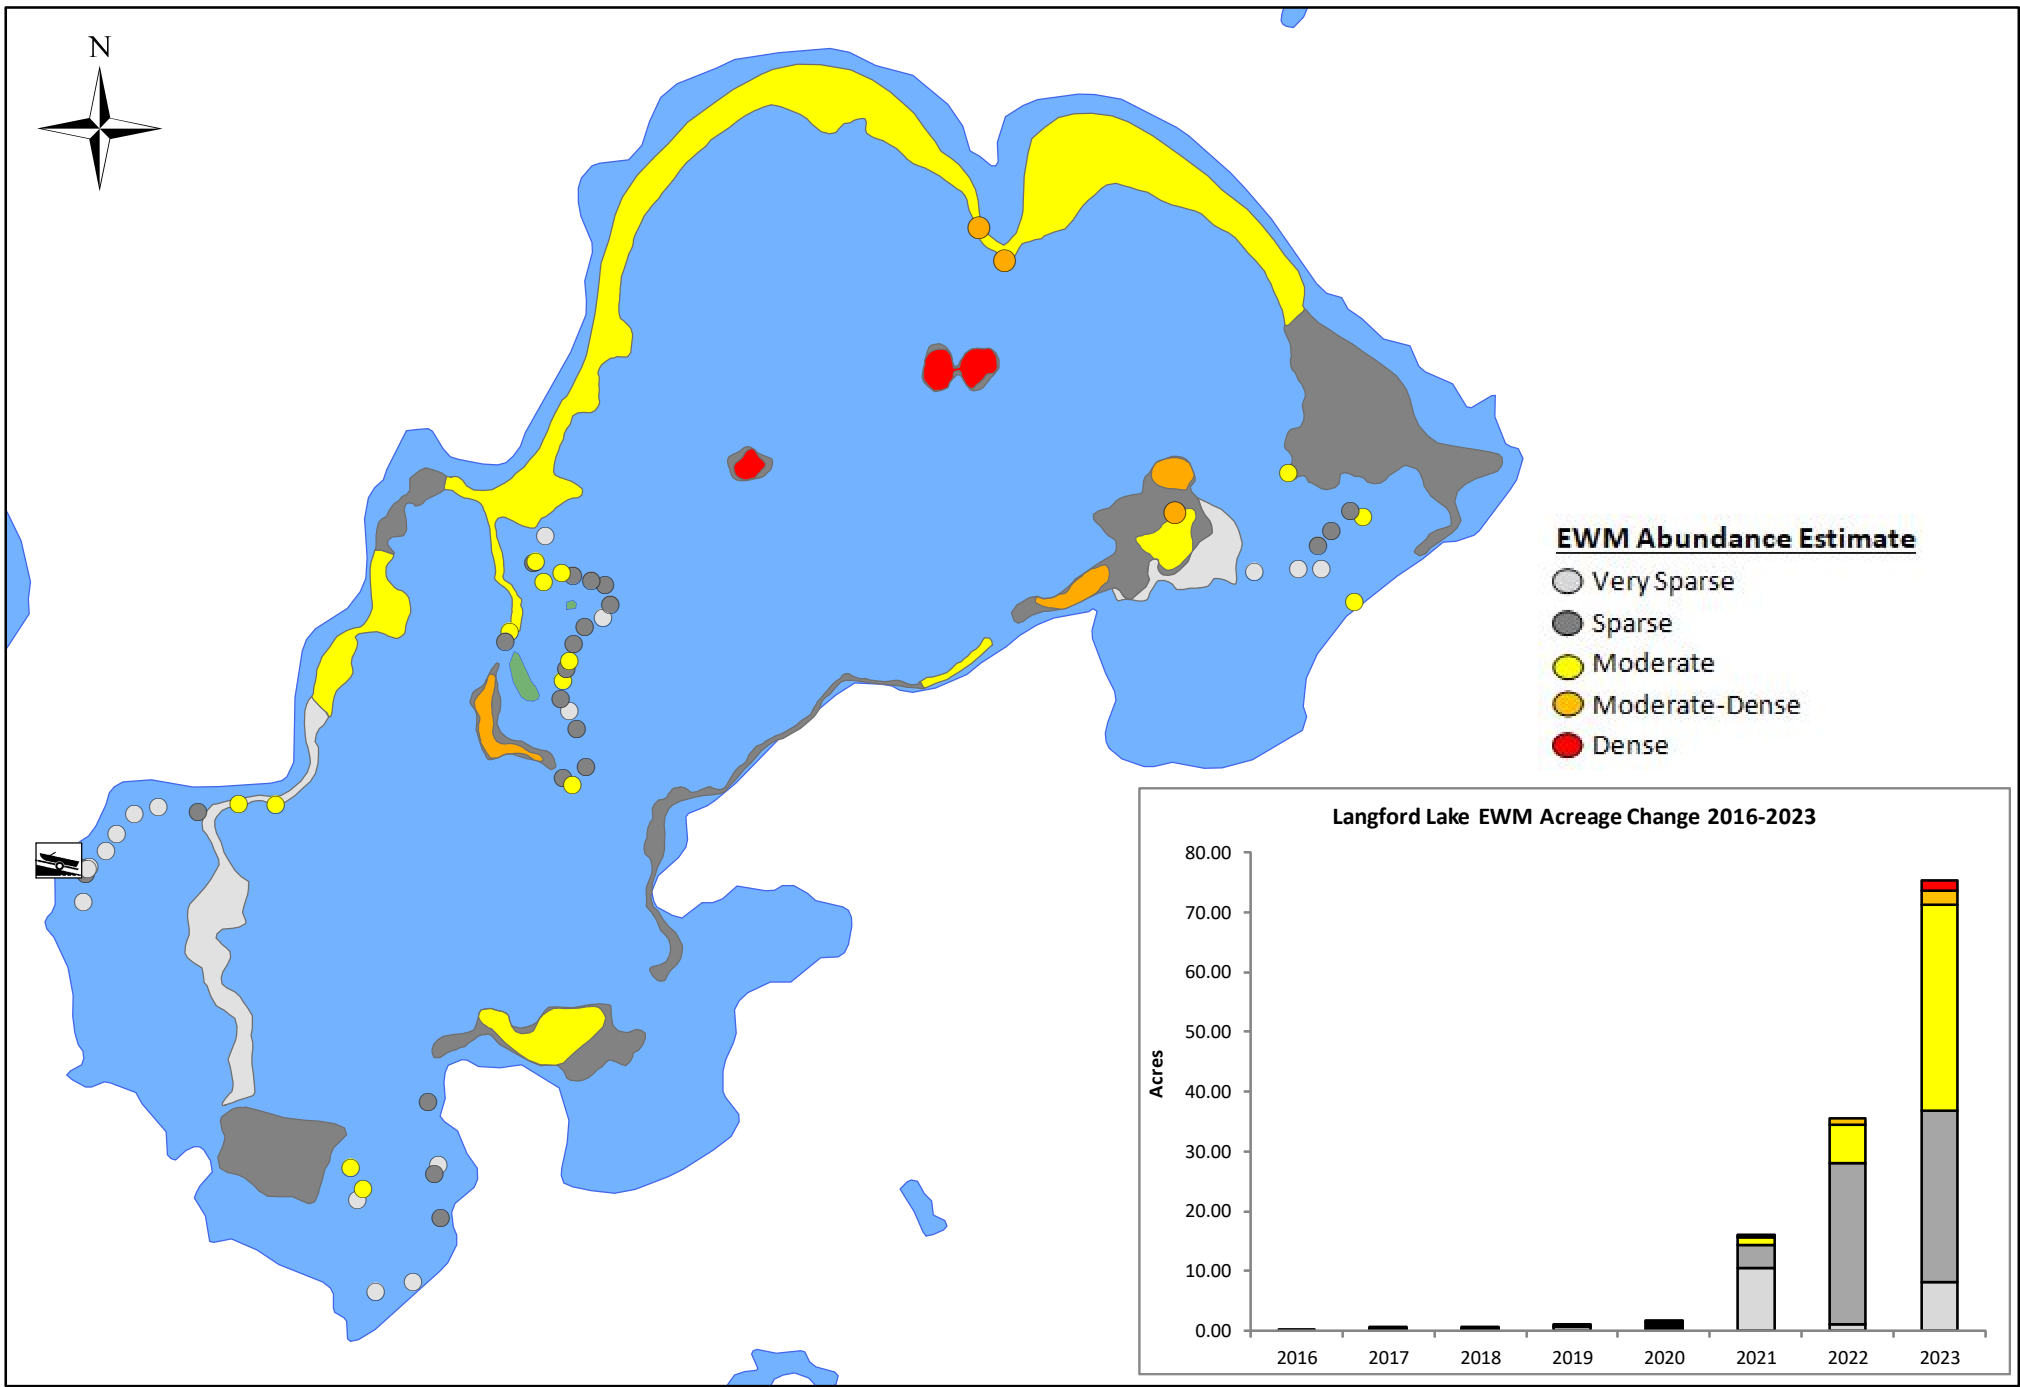 N
EWM Abundance Estimate
Very Sparse
Sparse
Moderate
Moderate-Dense
Dense
Langford Lake EWM Acreage Change 2016-2023
80.00
70.00
60.00
50.00
40.00
30.00
20.00
10.00
0.00
Acres
2016 2017 2018 2019 2020 2021 2022 2023